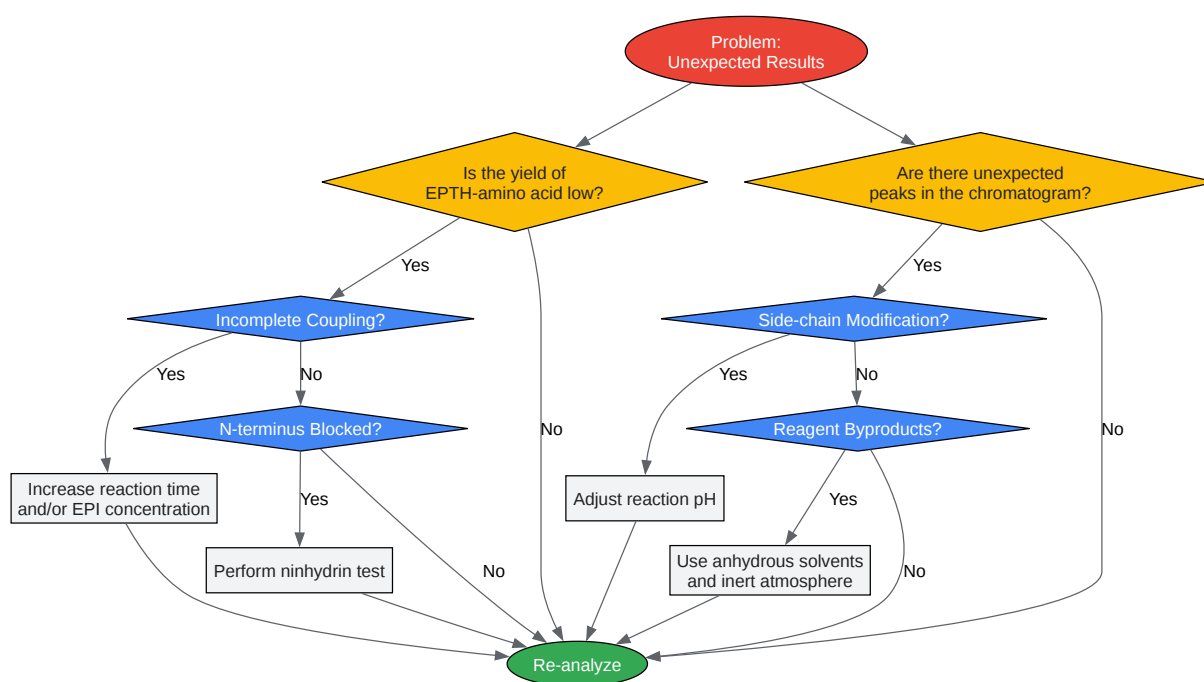 Problem:
Unexpected Results
Is the yield of
EPTH-amino acid low?
Are there unexpected
peaks in the chromatogram?
Yes
Yes
Incomplete Coupling?
Side-chain Modification?
Yes
No
Yes
No
N-terminus Blocked?
Reagent Byproducts?
No
No
Increase reaction time
and/or EPI concentration
Yes
Adjust reaction pH
Yes
Perform ninhydrin test
No
Use anhydrous solvents
and inert atmosphere
No
Re-analyze